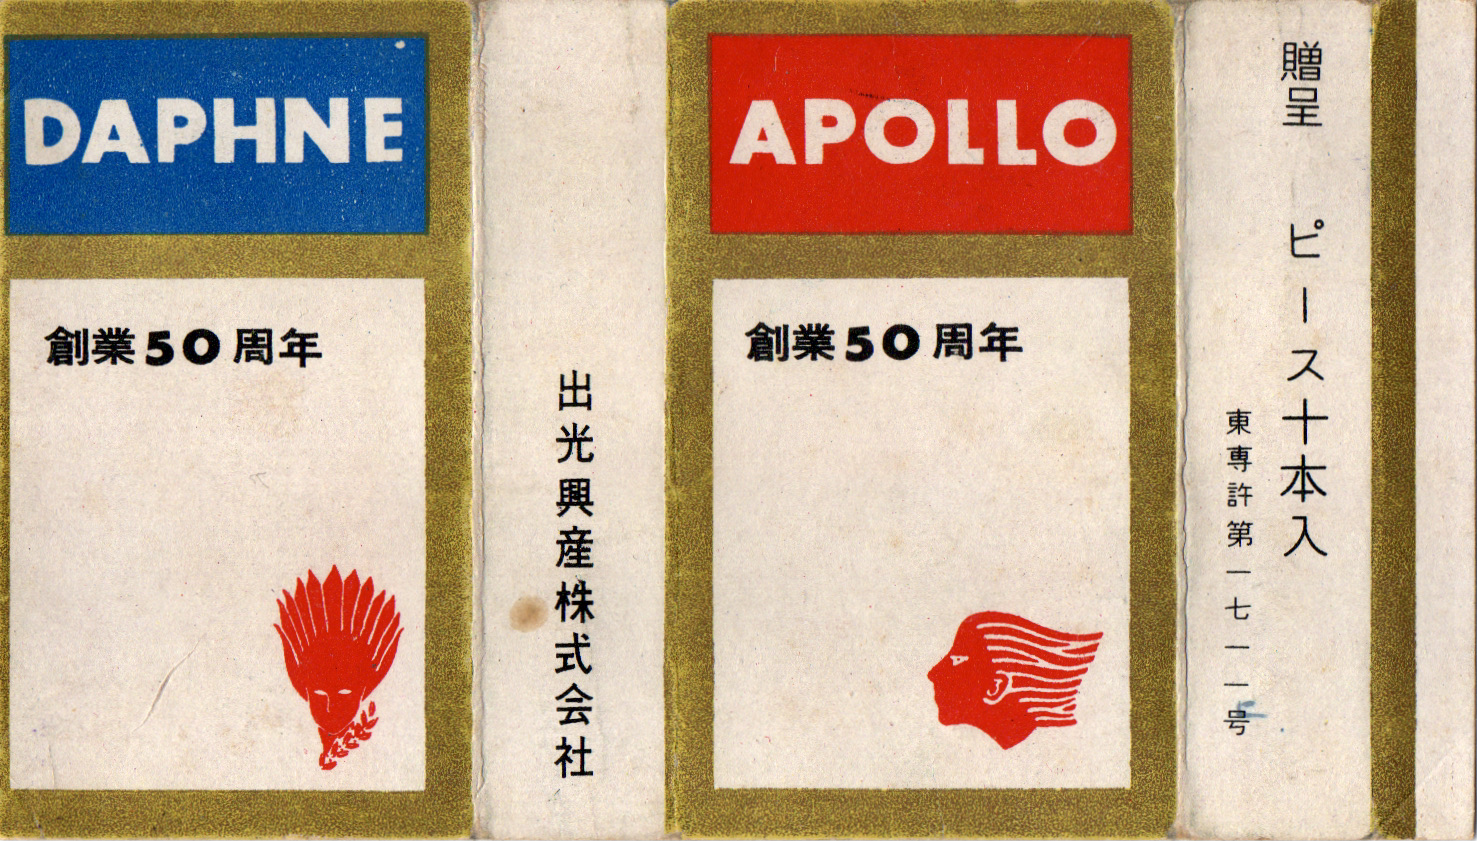 DAPHNE
創業50周年
出光興産株式会社
APOLLO
創業50周年
贈呈 ピース十本入
東専許第一七一一号